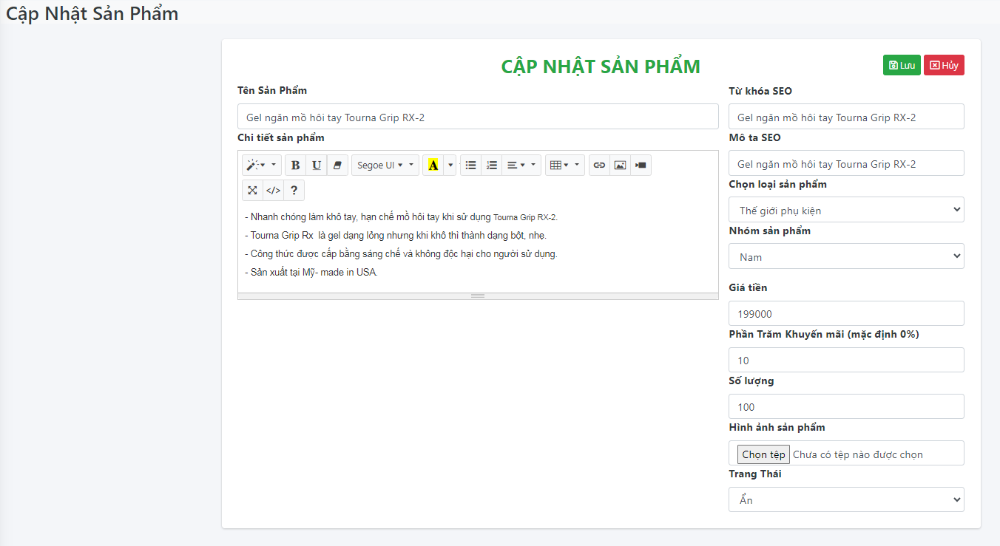 Cập Nhật Sản Phẩm
CẬP NHẬT SẢN PHẨM
Lưu
Hủy
Tên Sản Phẩm
Gel ngăn mồ hôi tay Tourna Grip RX-2
Chi tiết sản phẩm
B U Segoe UI A
</> ?
- Nhanh chóng làm khô tay, hạn chế mồ hôi tay khi sử dụng Tourna Grip RX-2.
- Tourna Grip Rx là gel dạng lỏng nhưng khi khô thì thành dạng bột, nhẹ.
- Công thức được cấp bằng sáng chế và không độc hại cho người sử dụng.
- Sản xuất tại Mỹ- made in USA.
Từ khóa SEO
Gel ngăn mồ hôi tay Tourna Grip RX-2
Mô ta SEO
Gel ngăn mồ hôi tay Tourna Grip RX-2
Chọn loại sản phẩm
Thế giới phụ kiện
Nhóm sản phẩm
Nam
Giá tiền
199000
Phần Trăm Khuyến mãi (mặc định 0%)
10
Số lượng
100
Hình ảnh sản phẩm
Chọn tệp Chưa có tệp nào được chọn
Trang Thái
Ẩn